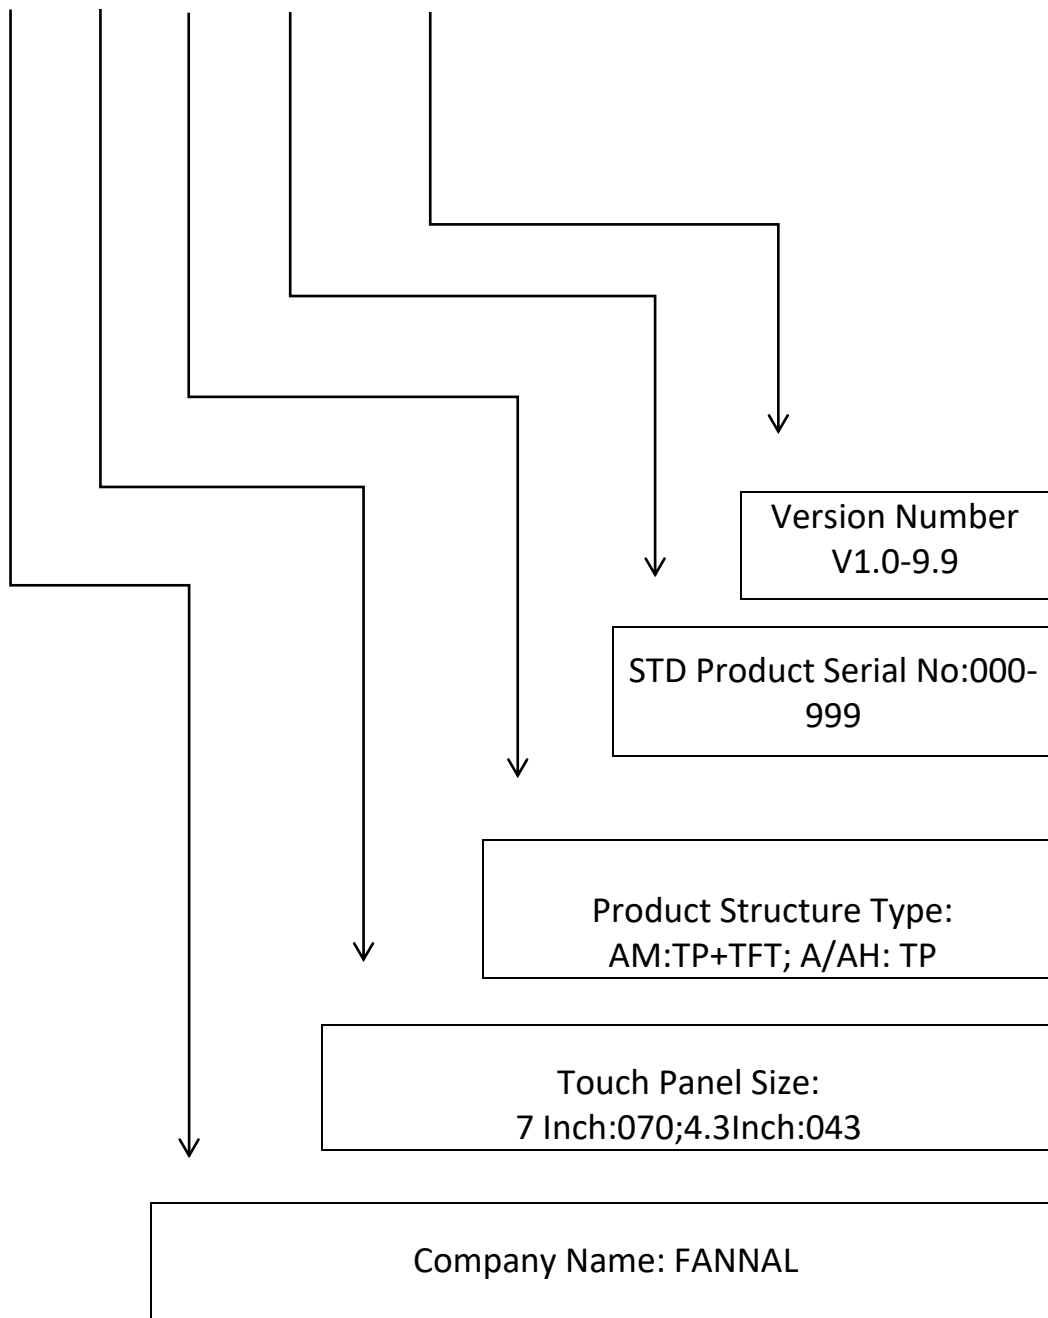 Version Number
V1.0-9.9
STD Product Serial No:000-
999
Product Structure Type:
AM:TP+TFT; A/AH: TP
Touch Panel Size:
7 Inch:070;4.3Inch:043
Company Name: FANNAL